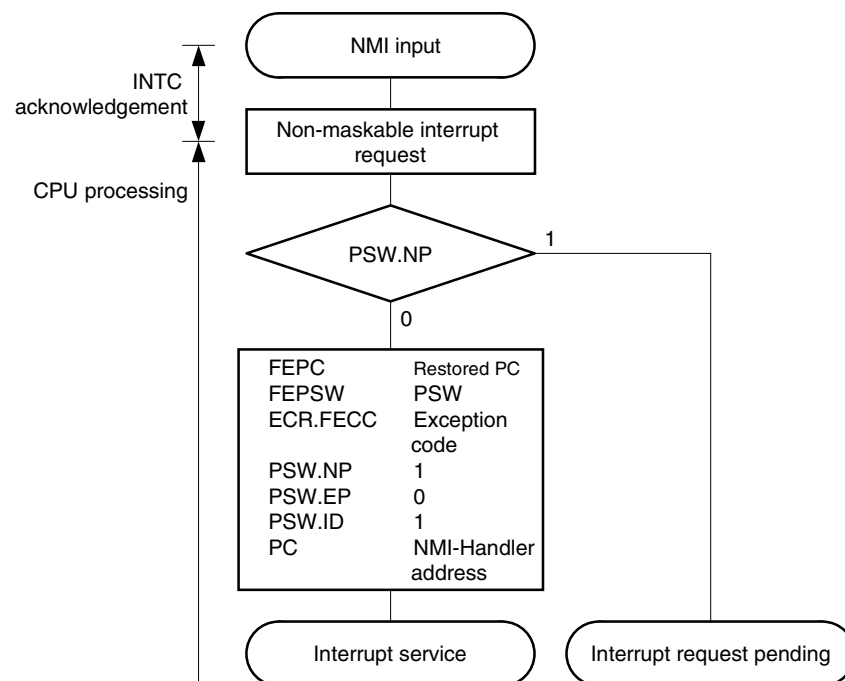 NMI input
INTC
acknowledgement
Non-maskable interrupt
request
CPU processing
PSW.NP
1
0
FEPC Restored PC
FEPSW PSW
ECR.FECC Exception
code
PSW.NP 1
PSW.EP 0
PSW.ID 1
PC NMI-Handler
address
Interrupt service
Interrupt request pending